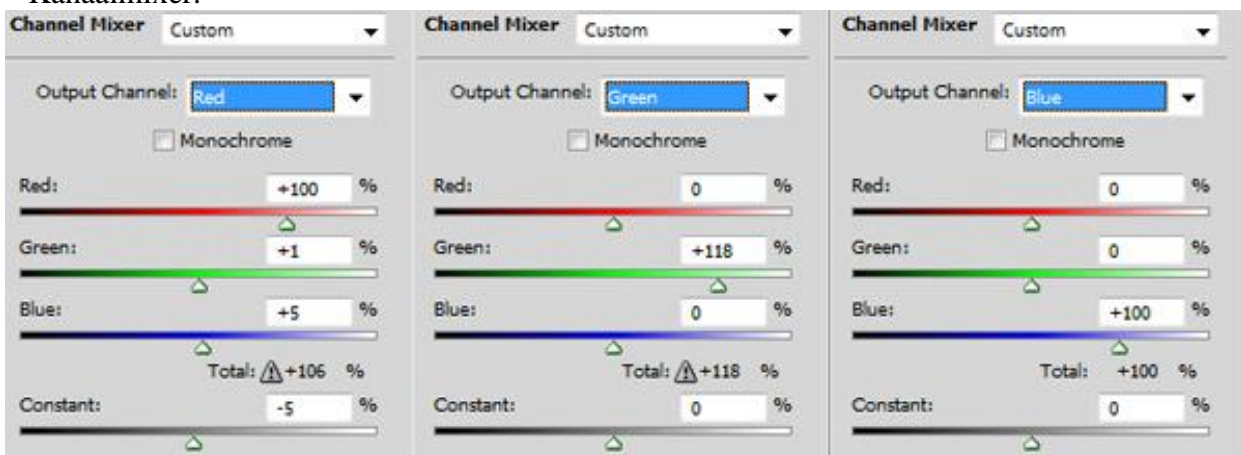 Kanaalmixer:
Channel Mixer Custom
Output Channel: Red
Monochrome
Red: +100 %
Green: +1 %
Blue: +5 %
Total: +106 %
Constant: -5 %
Channel Mixer Custom
Output Channel: Green
Monochrome
Red: 0 %
Green: +118 %
Blue: 0 %
Total: +118 %
Constant: 0 %
Channel Mixer Custom
Output Channel: Blue
Monochrome
Red: 0 %
Green: 0 %
Blue: +100 %
Total: +100 %
Constant: 0 %